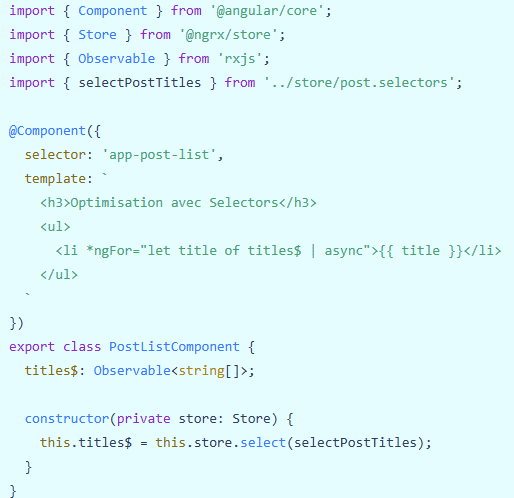 import { Component } from '@angular/core';
import { Store } from '@ngrx/store';
import { Observable } from 'rxjs';
import { selectPostTitles } from '../store/post.selectors';

@Component({
  selector: 'app-post-list',
  template: `
    <h3>Optimisation avec Selectors</h3>
    <ul>
      <li *ngFor="let title of titles$ | async">{{ title }}</li>
    </ul>
  `
})
export class PostListComponent {
  titles$: Observable<string[]>;

  constructor(private store: Store) {
    this.titles$ = this.store.select(selectPostTitles);
  }
}